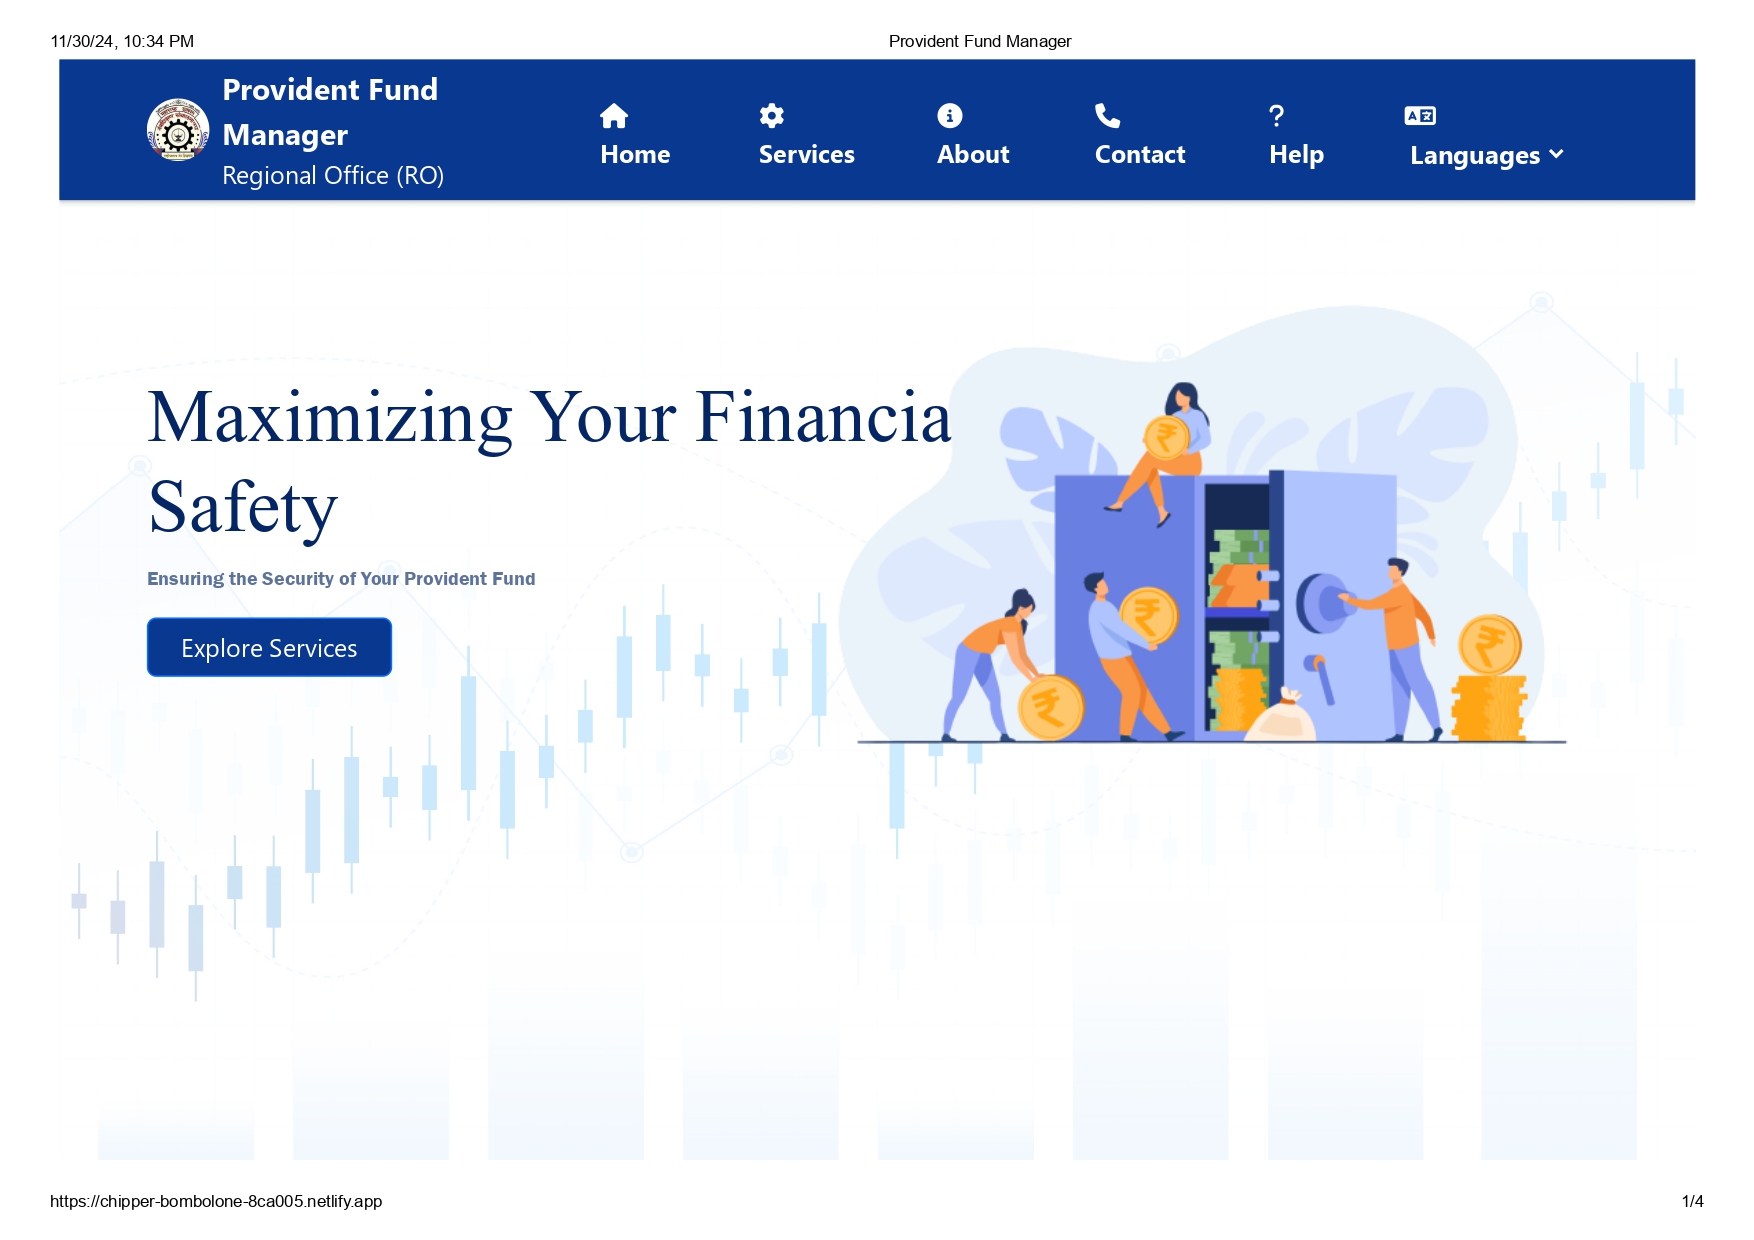 11/30/24, 10:34 PM
Provident Fund Manager
Provident Fund
Manager
Regional Office (RO)
Home
Services
About
Contact
Help
Languages
Maximizing Your Financia
Safety
Ensuring the Security of Your Provident Fund
Explore Services
https://chipper-bombolone-8ca005.netlify.app
1/4